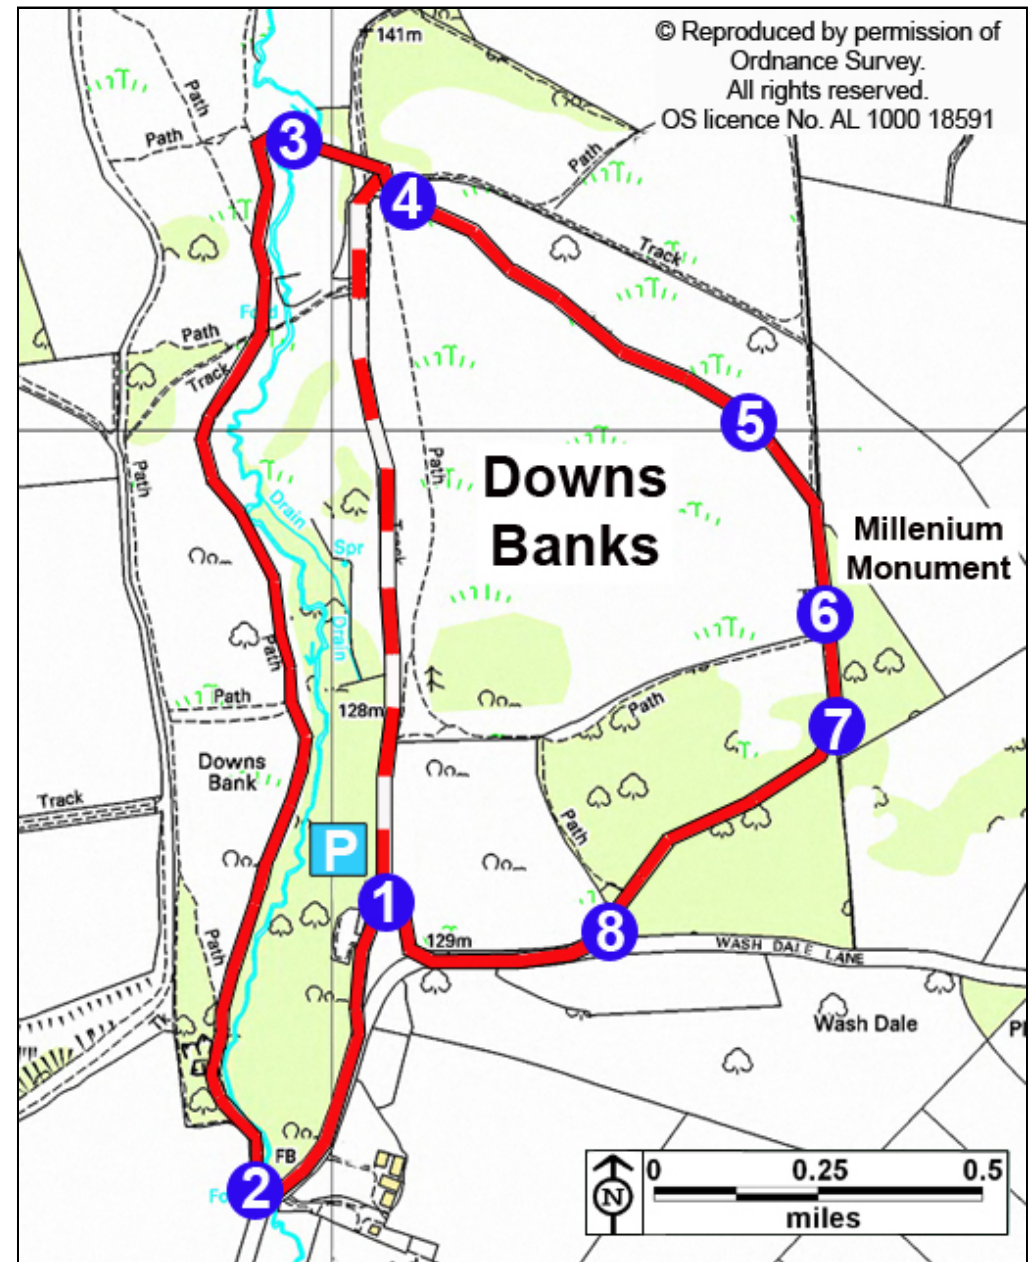 © Reproduced by permission of
Ordnance Survey.
All rights reserved.
OS licence No. AL 1000 18591
141m
Path
Path
3
Path
4
Track
Ford
Path
Track
5
Path
Path
Downs
Banks
Drain
Track
Spr
Millenium
Monument
Drain
6
Path
Path
Path
128m
7
Downs
Bank
Track
P
Path
1
8
Path
129m
WASH DALE LANE
Tk
Wash Dale
FB
2
Fo
0 0.25 0.5
N
miles